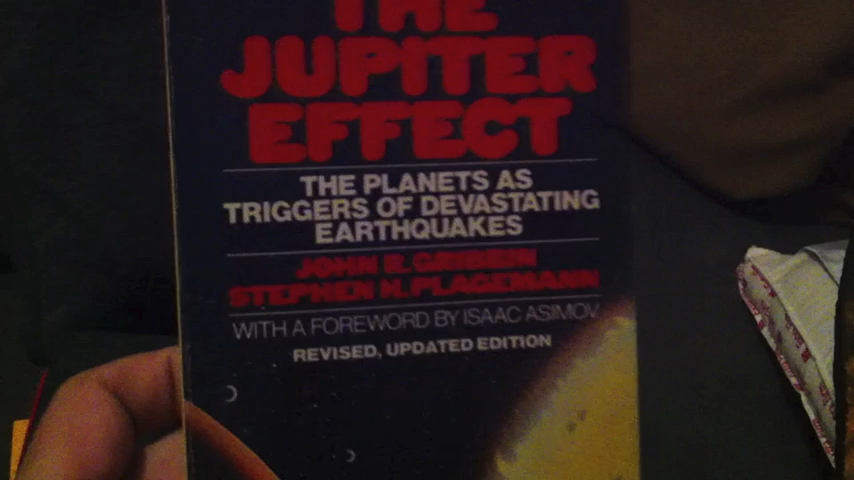 THE
JUPITER
EFFECT
THE PLANETS AS
TRIGGERS OF DEVASTATING
EARTHQUAKES
JOHN R. GRIBBIN
STEPHEN H. PLAGEMANN
WITH A FOREWORD BY ISAAC ASIMOV
REVISED, UPDATED EDITION